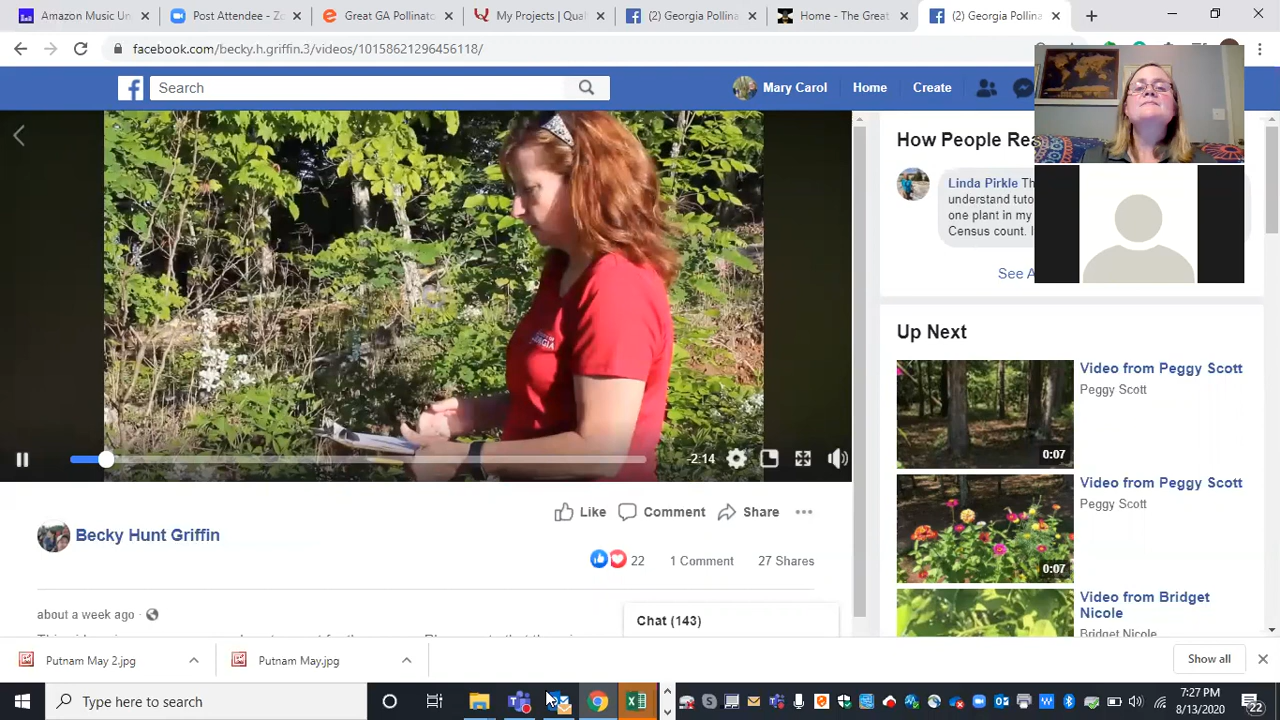 Amazon Music Un
Post Attendee - Zo
Great GA Pollinat
My Projects | Qual
(2) Georgia Pollina
Home - The Great
(2) Georgia Pollina
facebook.com/becky.h.griffin.3/videos/10158621296456118/
Search
Mary Carol
Home
Create
How People Rea
Linda Pirkle Th
understand tuto
one plant in my
Census count. I
See A
-2:14
Up Next
Video from Peggy Scott
Peggy Scott
0:07
Video from Peggy Scott
Peggy Scott
0:07
Video from Bridget
Nicole
Bridget Nicole
Like
Comment
Share
Becky Hunt Griffin
22
1 Comment
27 Shares
about a week ago ·
Chat (143)
Putnam May 2.jpg
Putnam May.jpg
Show all
Type here to search
7:27 PM
8/13/2020
22